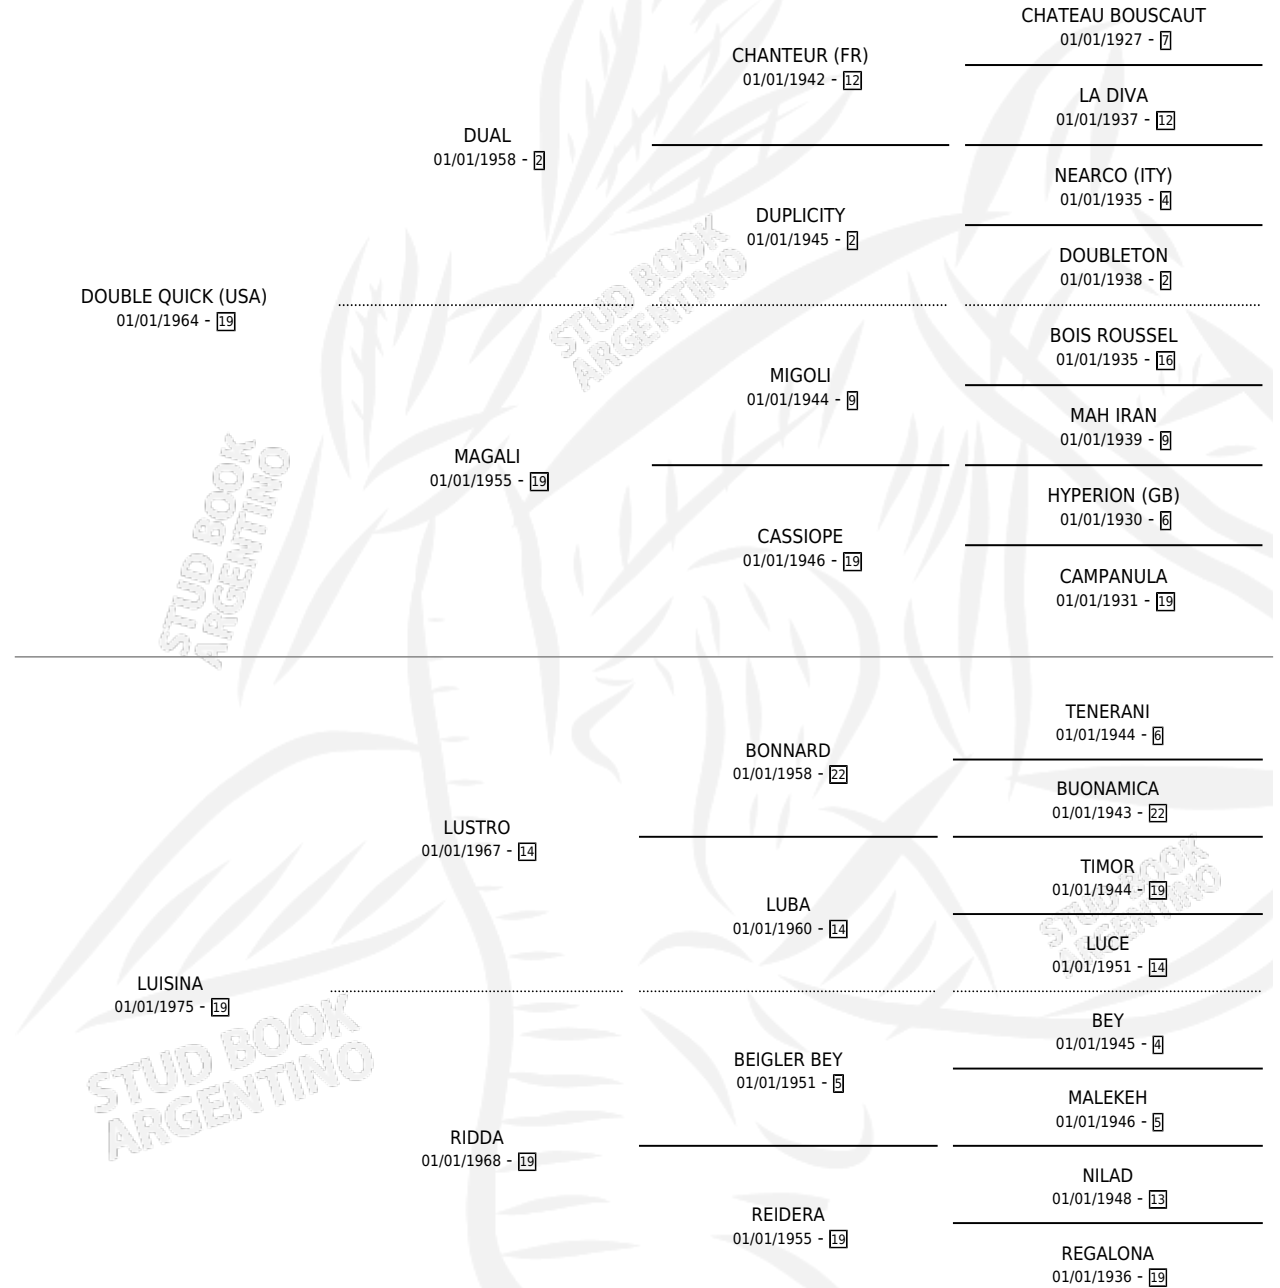 CHATEAU BOUSCAUT
01/01/1927 - 7
CHANTEUR (FR)
01/01/1942 - 12
LA DIVA
01/01/1937 - 12
DUAL
01/01/1958 - 2
NEARCO (ITY)
01/01/1935 - 4
DUPLICITY
01/01/1945 - 2
DOUBLETON
01/01/1938 - 2
DOUBLE QUICK (USA)
01/01/1964 - 19
STUD BOOK
ARGENTINO
BOIS ROUSSEL
01/01/1935 - 16
MIGOLI
01/01/1944 - 9
MAH IRAN
01/01/1939 - 9
MAGALI
01/01/1955 - 19
HYPERION (GB)
01/01/1930 - 6
CASSIOPE
01/01/1946 - 19
CAMPANULA
01/01/1931 - 19
STUD BOOK
ARGENTINO
TENERANI
01/01/1944 - 6
BONNARD
01/01/1958 - 22
BUONAMICA
01/01/1943 - 22
LUSTRO
01/01/1967 - 14
TIMOR
01/01/1944 - 19
LUBA
01/01/1960 - 14
STUD BOOK
ARGENTINO
LUCE
01/01/1951 - 14
LUISINA
01/01/1975 - 19
BEY
01/01/1945 - 4
BEIGLER BEY
01/01/1951 - 5
STUD BOOK
ARGENTINO
MALEKEH
01/01/1946 - 5
RIDDA
01/01/1968 - 19
NILAD
01/01/1948 - 13
REIDERA
01/01/1955 - 19
REGALONA
01/01/1936 - 19